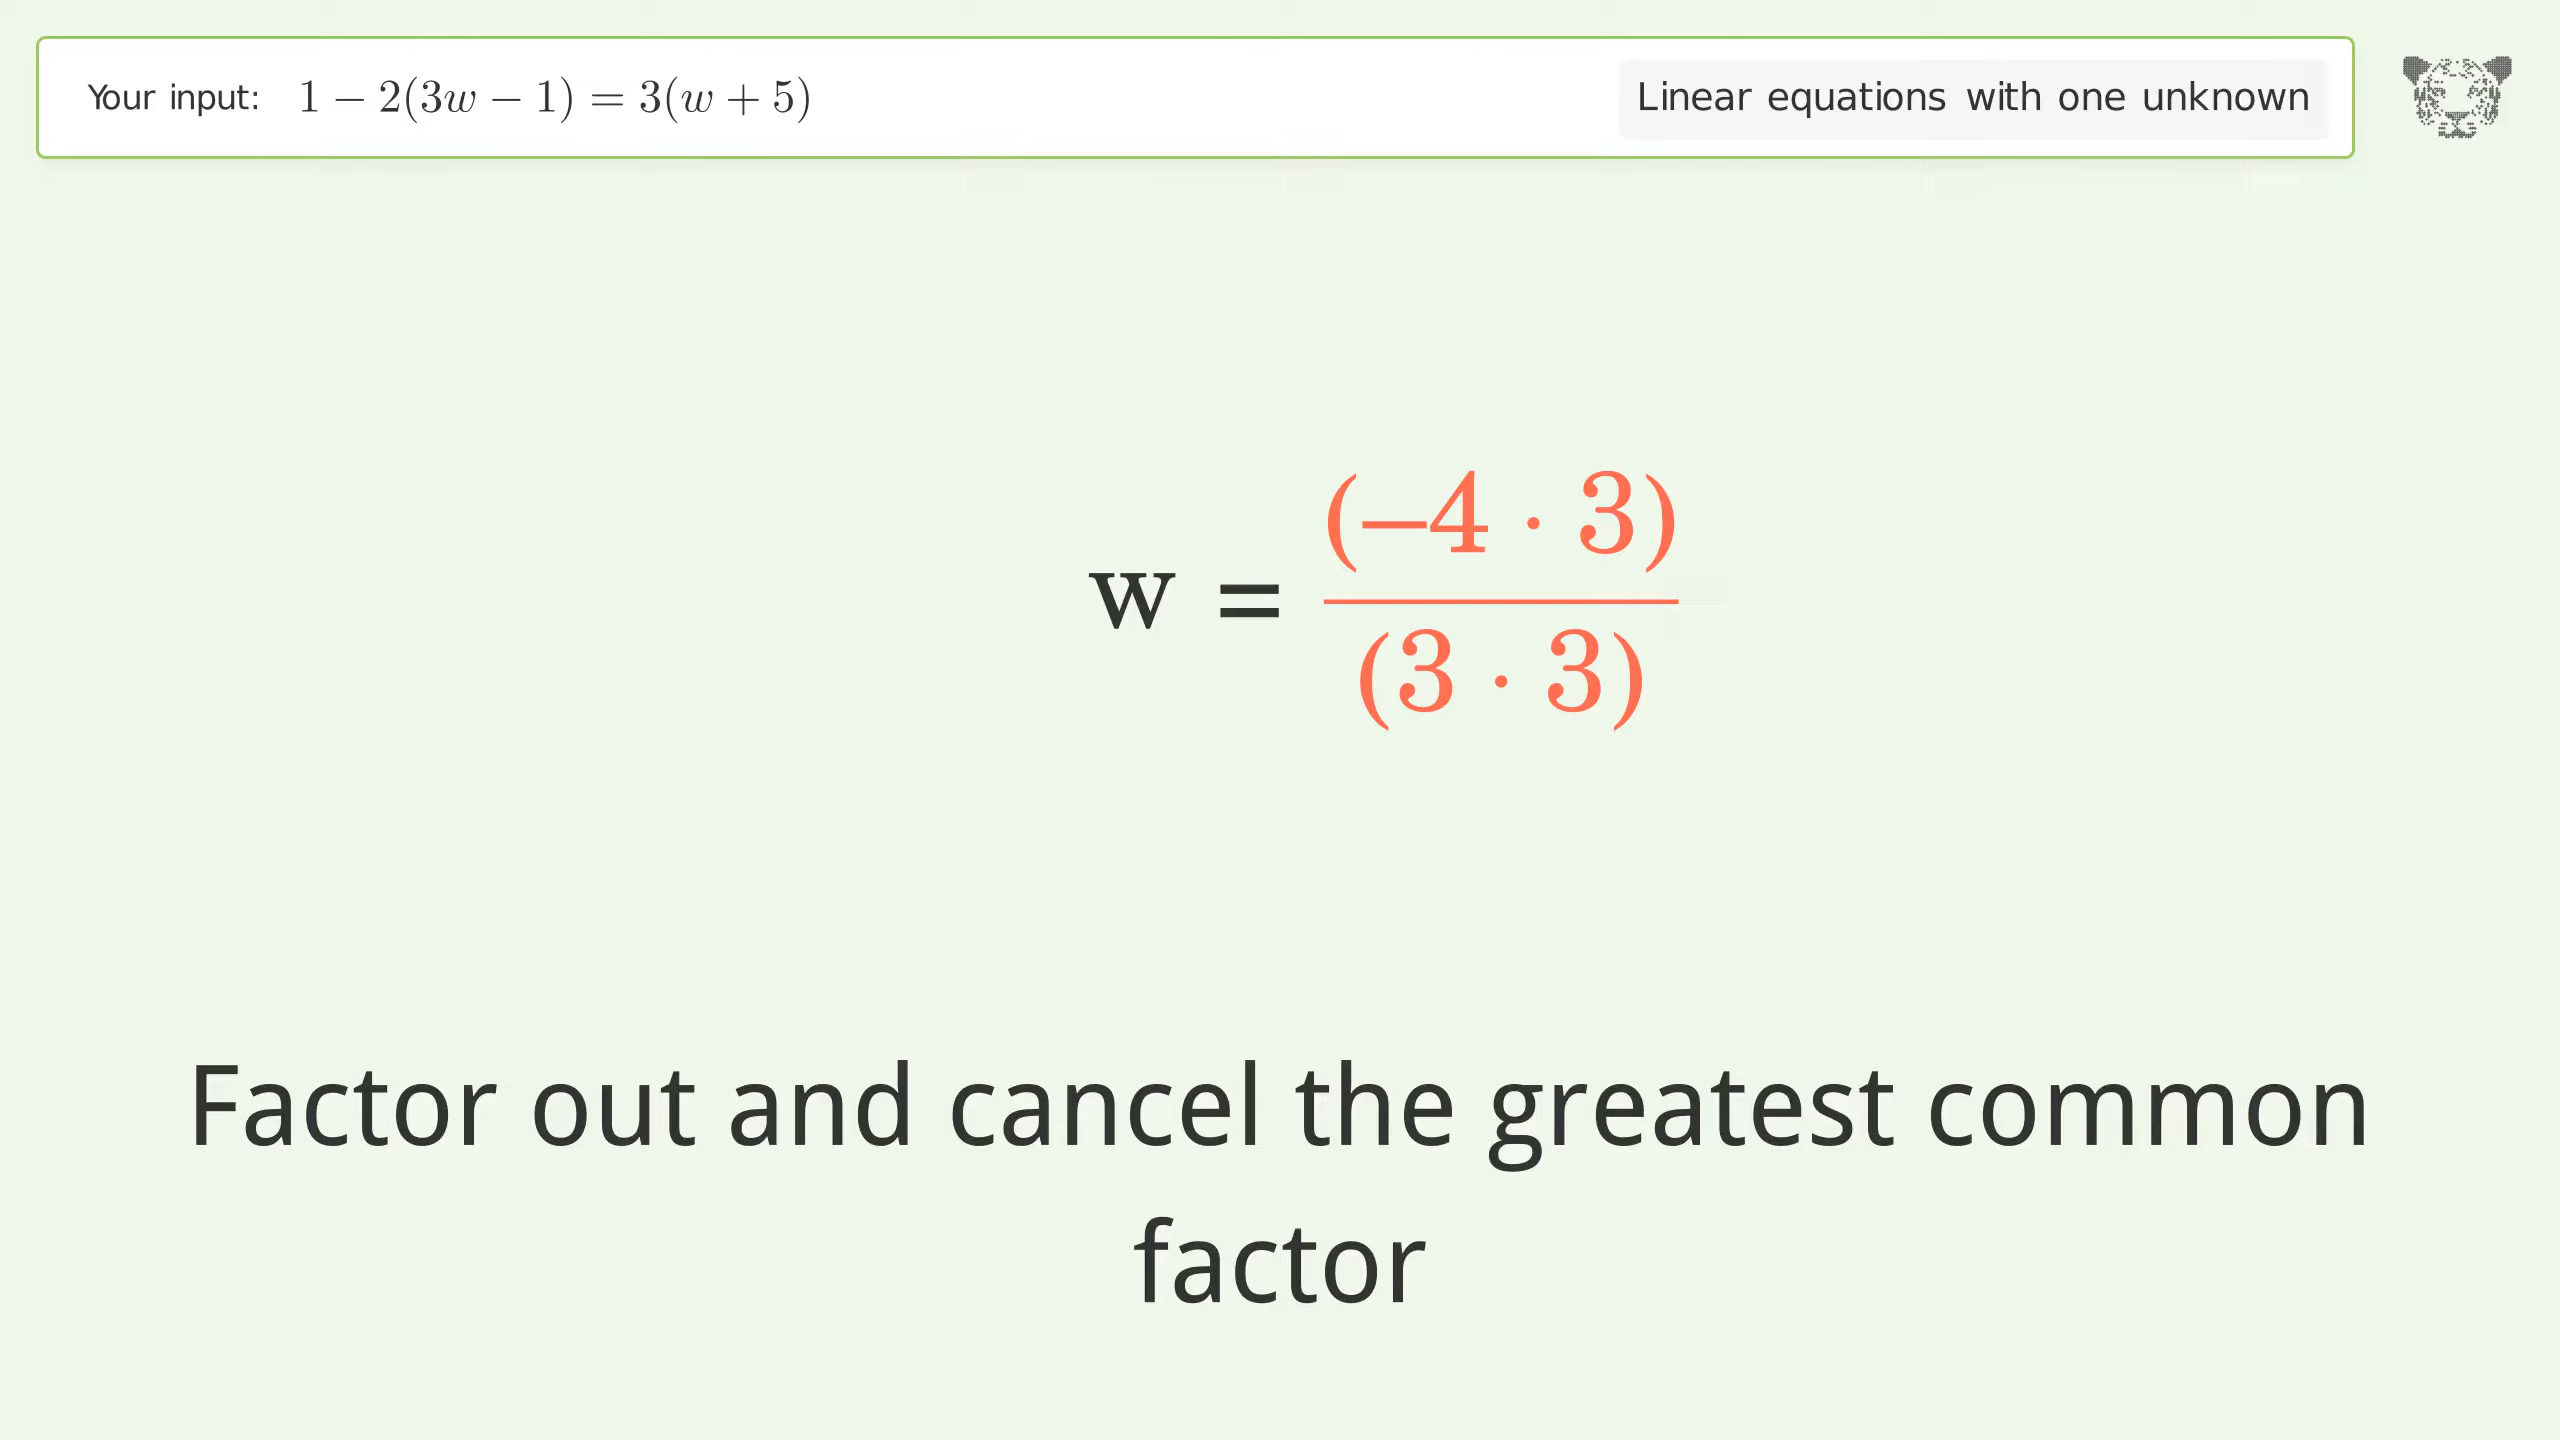 Your input: 1 − 2(3w − 1) = 3(w + 5)
Linear equations with one unknown
w = (−4 · 3) / (3 · 3)
Factor out and cancel the greatest common
factor